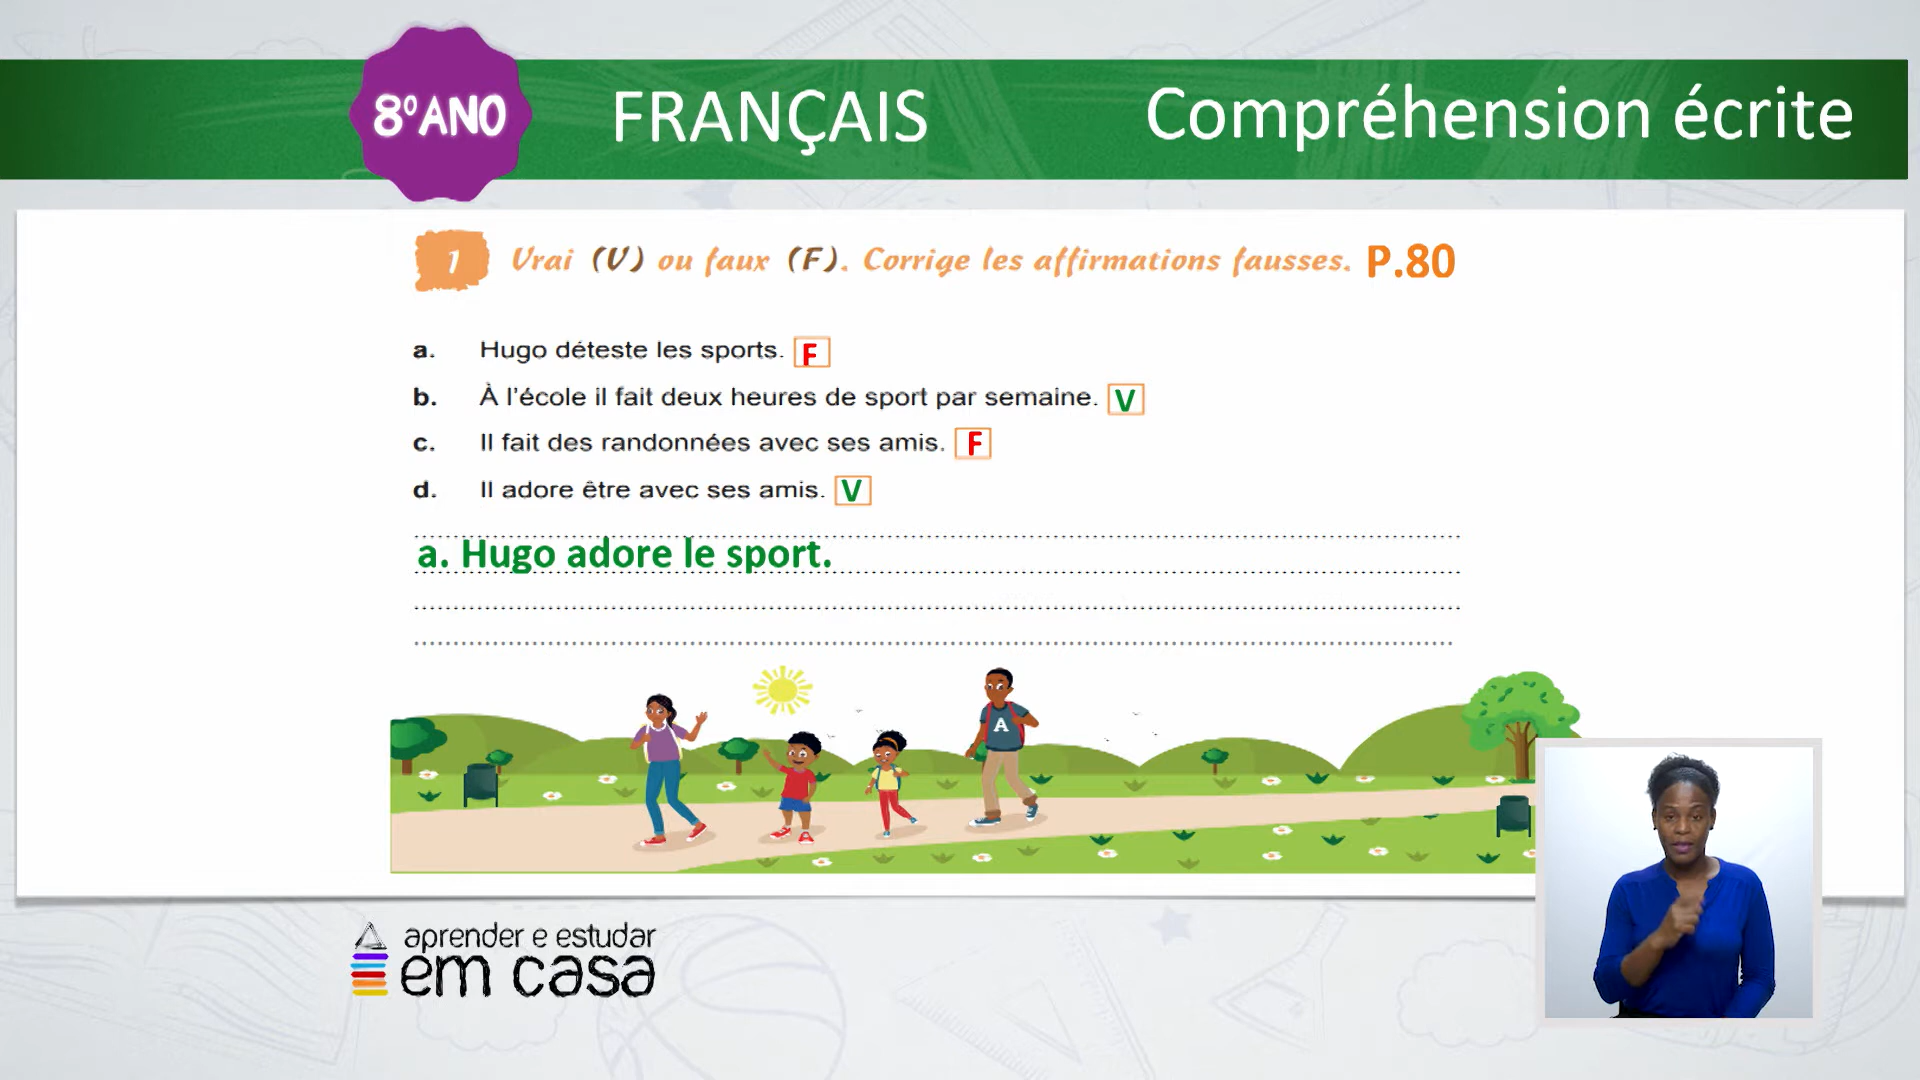 8º ANO
FRANÇAIS
Compréhension écrite
1 Vrai (V) ou faux (F). Corrige les affirmations fausses. P.80
a. Hugo déteste les sports. F
b. À l'école il fait deux heures de sport par semaine. V
c. Il fait des randonnées avec ses amis. F
d. Il adore être avec ses amis. V
a. Hugo adore le sport.
A
aprender e estudar
em casa